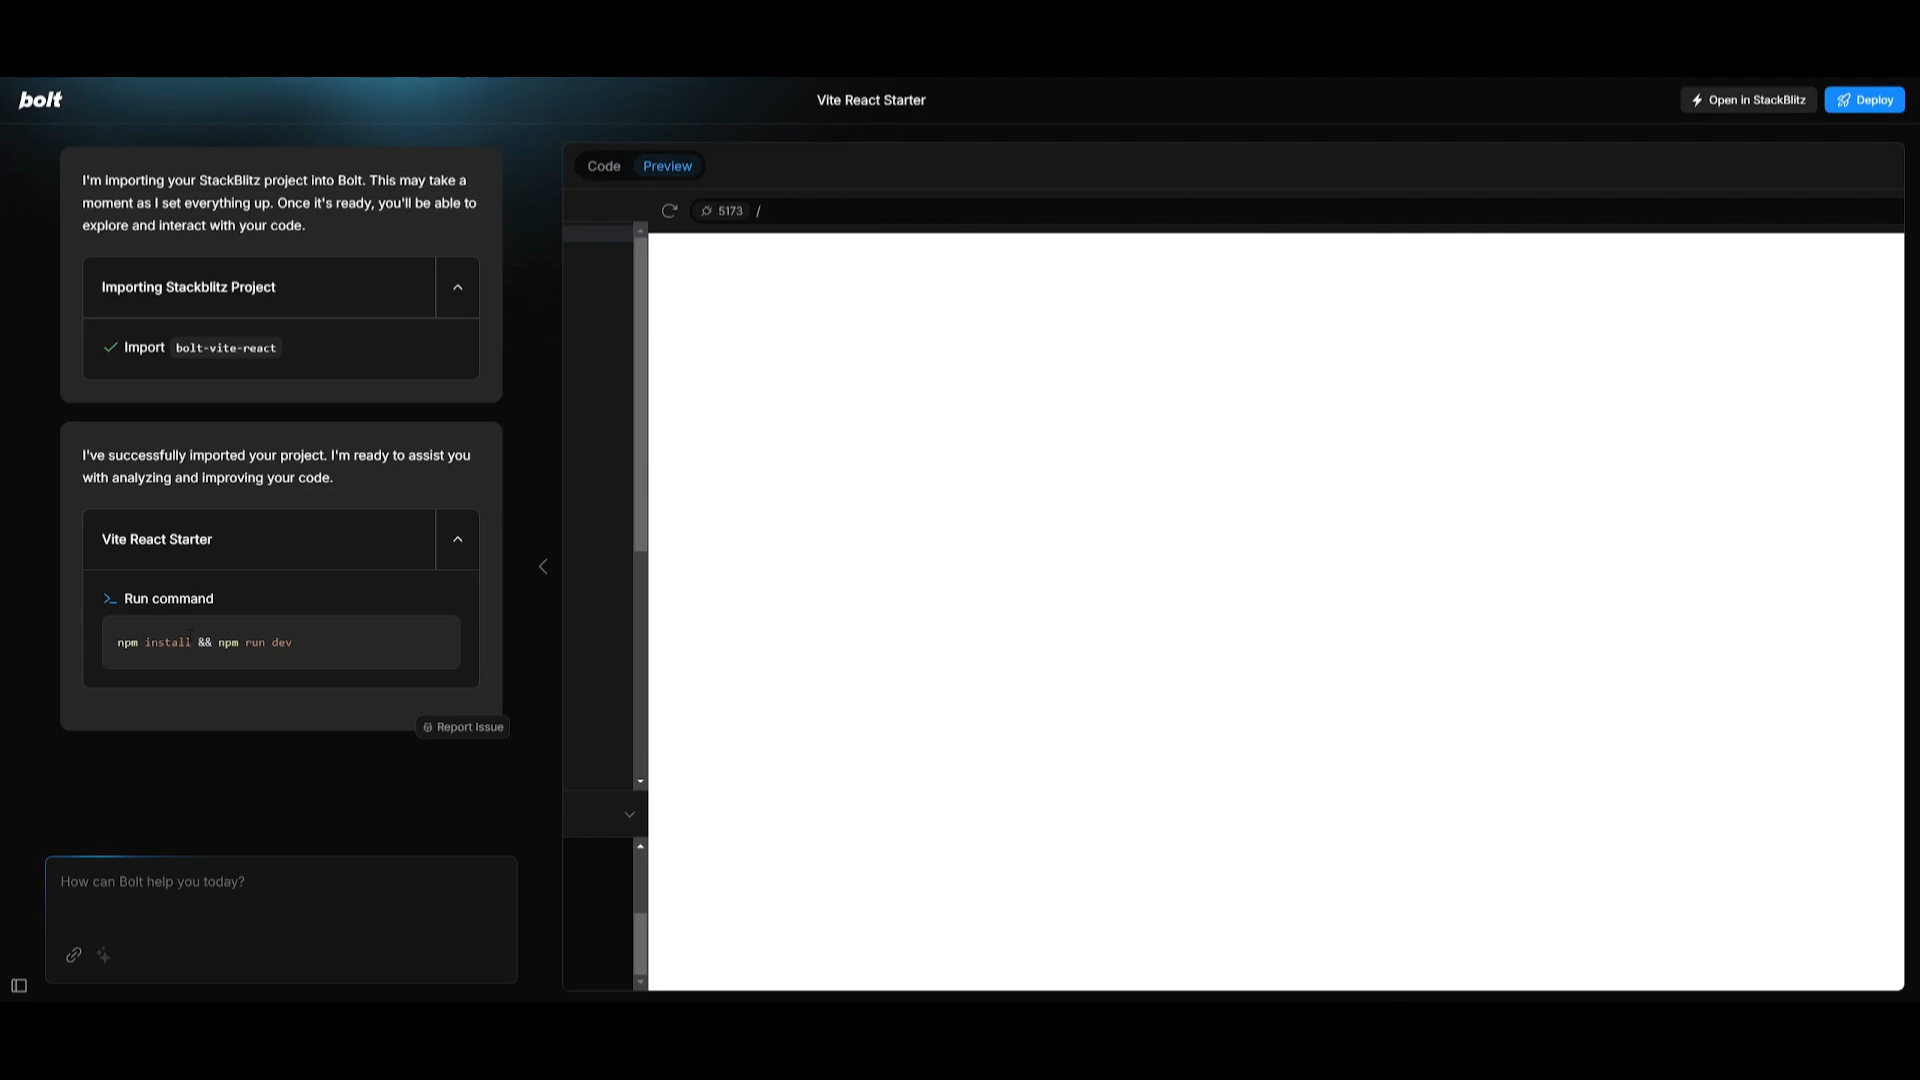 bolt
Vite React Starter
Open in StackBlitz
Deploy
I'm importing your StackBlitz project into Bolt. This may take a
moment as I set everything up. Once it's ready, you'll be able to
explore and interact with your code.
Importing Stackblitz Project
Import bolt-vite-react
I've successfully imported your project. I'm ready to assist you
with analyzing and improving your code.
Vite React Starter
Run command
npm install && npm run dev
Report Issue
How can Bolt help you today?
Code Preview
5173 /